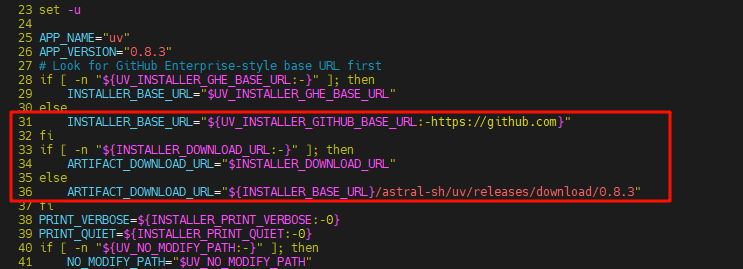 23 set -u
24
25 APP_NAME="uv"
26 APP_VERSION="0.8.3"
27 # Look for GitHub Enterprise-style base URL first
28 if [ -n "${UV_INSTALLER_GHE_BASE_URL:-}" ]; then
29     INSTALLER_BASE_URL="$UV_INSTALLER_GHE_BASE_URL"
30 else
31     INSTALLER_BASE_URL="${UV_INSTALLER_GITHUB_BASE_URL:-https://github.com}"
32 fi
33 if [ -n "${INSTALLER_DOWNLOAD_URL:-}" ]; then
34     ARTIFACT_DOWNLOAD_URL="$INSTALLER_DOWNLOAD_URL"
35 else
36     ARTIFACT_DOWNLOAD_URL="${INSTALLER_BASE_URL}/astral-sh/uv/releases/download/0.8.3"
37 fi
38 PRINT_VERBOSE=${INSTALLER_PRINT_VERBOSE:-0}
39 PRINT_QUIET=${INSTALLER_PRINT_QUIET:-0}
40 if [ -n "${UV_NO_MODIFY_PATH:-}" ]; then
41     NO_MODIFY_PATH="$UV_NO_MODIFY_PATH"